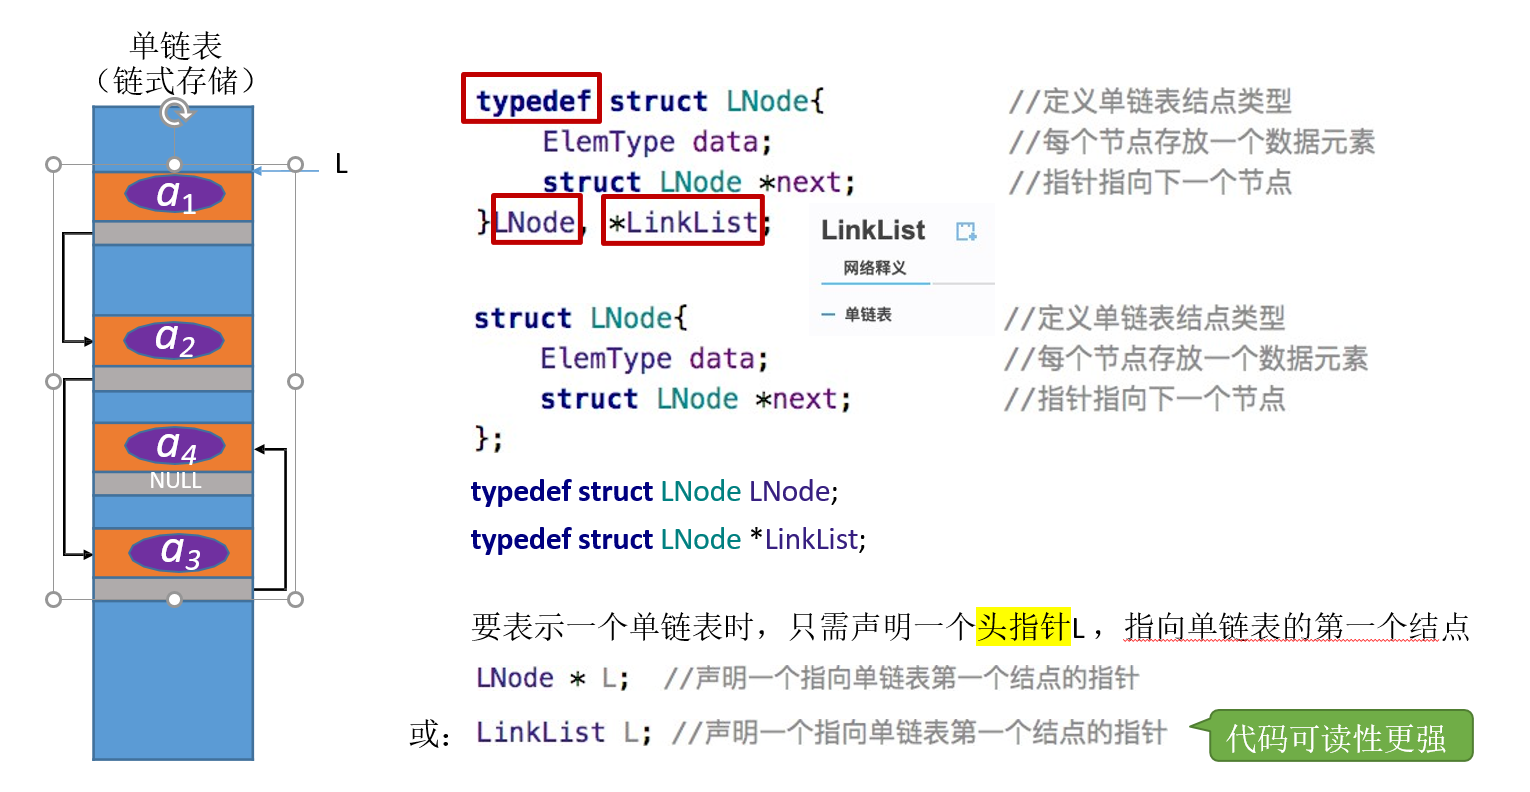 单链表
（链式存储）
L
a1
a2
a4
NULL
a3
typedef struct LNode{ //定义单链表结点类型
ElemType data; //每个节点存放一个数据元素
struct LNode *next; //指针指向下一个节点
}LNode, *LinkList;
LinkList
网络释义
单链表
struct LNode{ //定义单链表结点类型
ElemType data; //每个节点存放一个数据元素
struct LNode *next; //指针指向下一个节点
};
typedef struct LNode LNode;
typedef struct LNode *LinkList;
要表示一个单链表时，只需声明一个头指针L，指向单链表的第一个结点
LNode * L; //声明一个指向单链表第一个结点的指针
或： LinkList L; //声明一个指向单链表第一个结点的指针
代码可读性更强